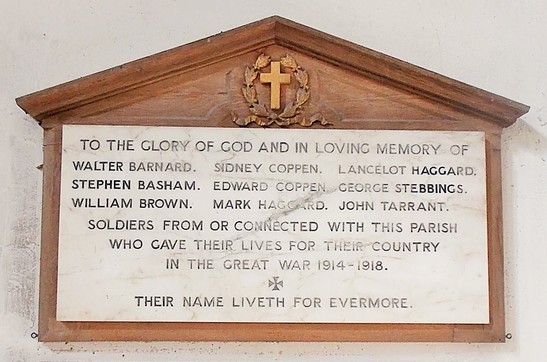 TO THE GLORY OF GOD AND IN LOVING MEMORY OF
WALTER BARNARD. SIDNEY COPPEN. LANCELOT HAGGARD.
STEPHEN BASHAM. EDWARD COPPEN. GEORGE STEBBINGS.
WILLIAM BROWN. MARK HAGGARD. JOHN TARRANT.
SOLDIERS FROM OR CONNECTED WITH THIS PARISH
WHO GAVE THEIR LIVES FOR THEIR COUNTRY
IN THE GREAT WAR 1914-1918.
THEIR NAME LIVETH FOR EVERMORE.